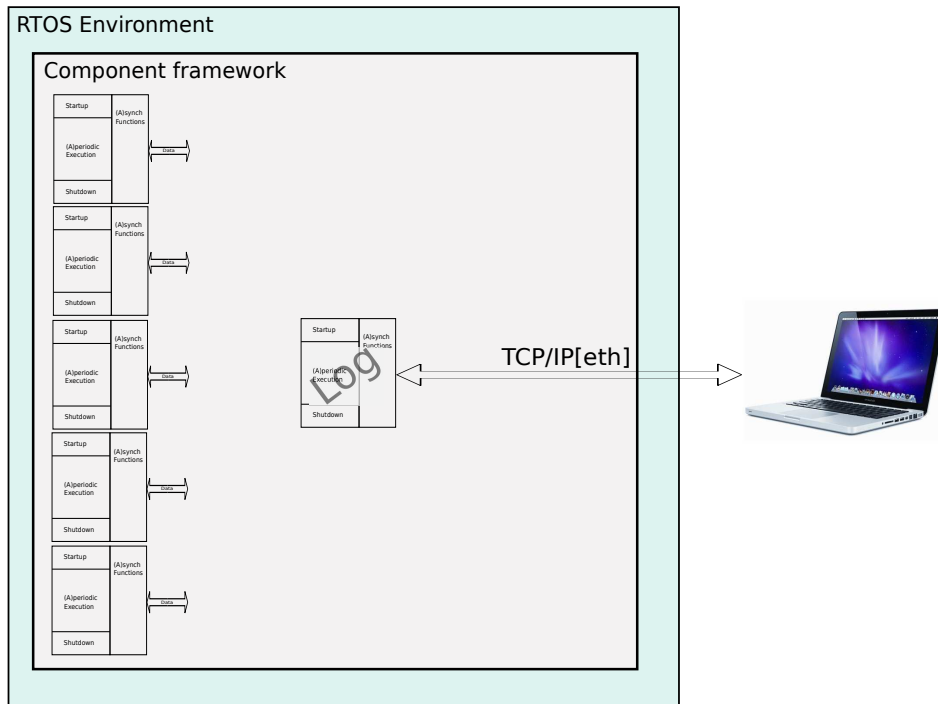 RTOS Environment
Component framework
Startup
(A)synch
Functions
(A)periodic
Execution
Data
Shutdown
Startup
(A)synch
Functions
(A)periodic
Execution
Data
Shutdown
Startup
(A)synch
Functions
(A)periodic
Execution
Data
Shutdown
Startup
(A)synch
Functions
(A)periodic
Execution
Data
Shutdown
Startup
(A)synch
Functions
(A)periodic
Execution
Data
Shutdown
Startup
(A)synch
Functions
(A)periodic
Execution
Log
Shutdown
TCP/IP[eth]